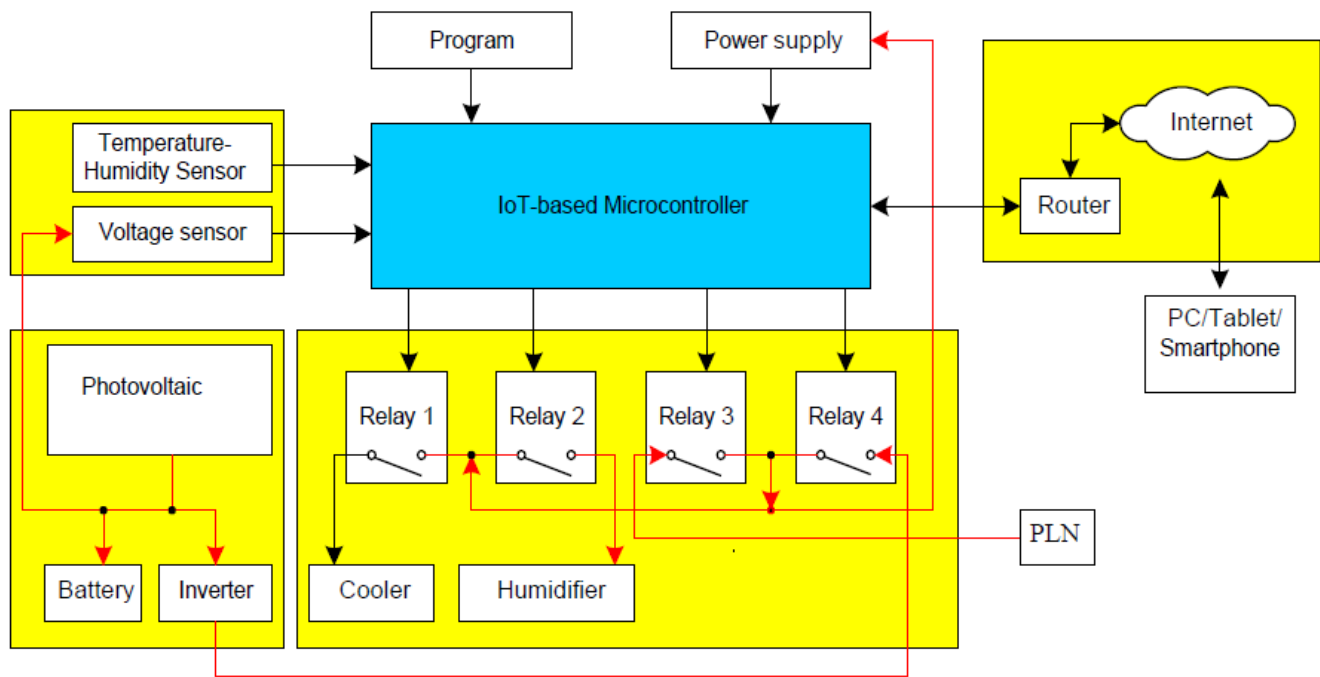 Program
Power supply
Temperature-
Humidity Sensor
Voltage sensor
IoT-based Microcontroller
Internet
Router
PC/Tablet/
Smartphone
Photovoltaic
Relay 1
Relay 2
Relay 3
Relay 4
PLN
Battery
Inverter
Cooler
Humidifier